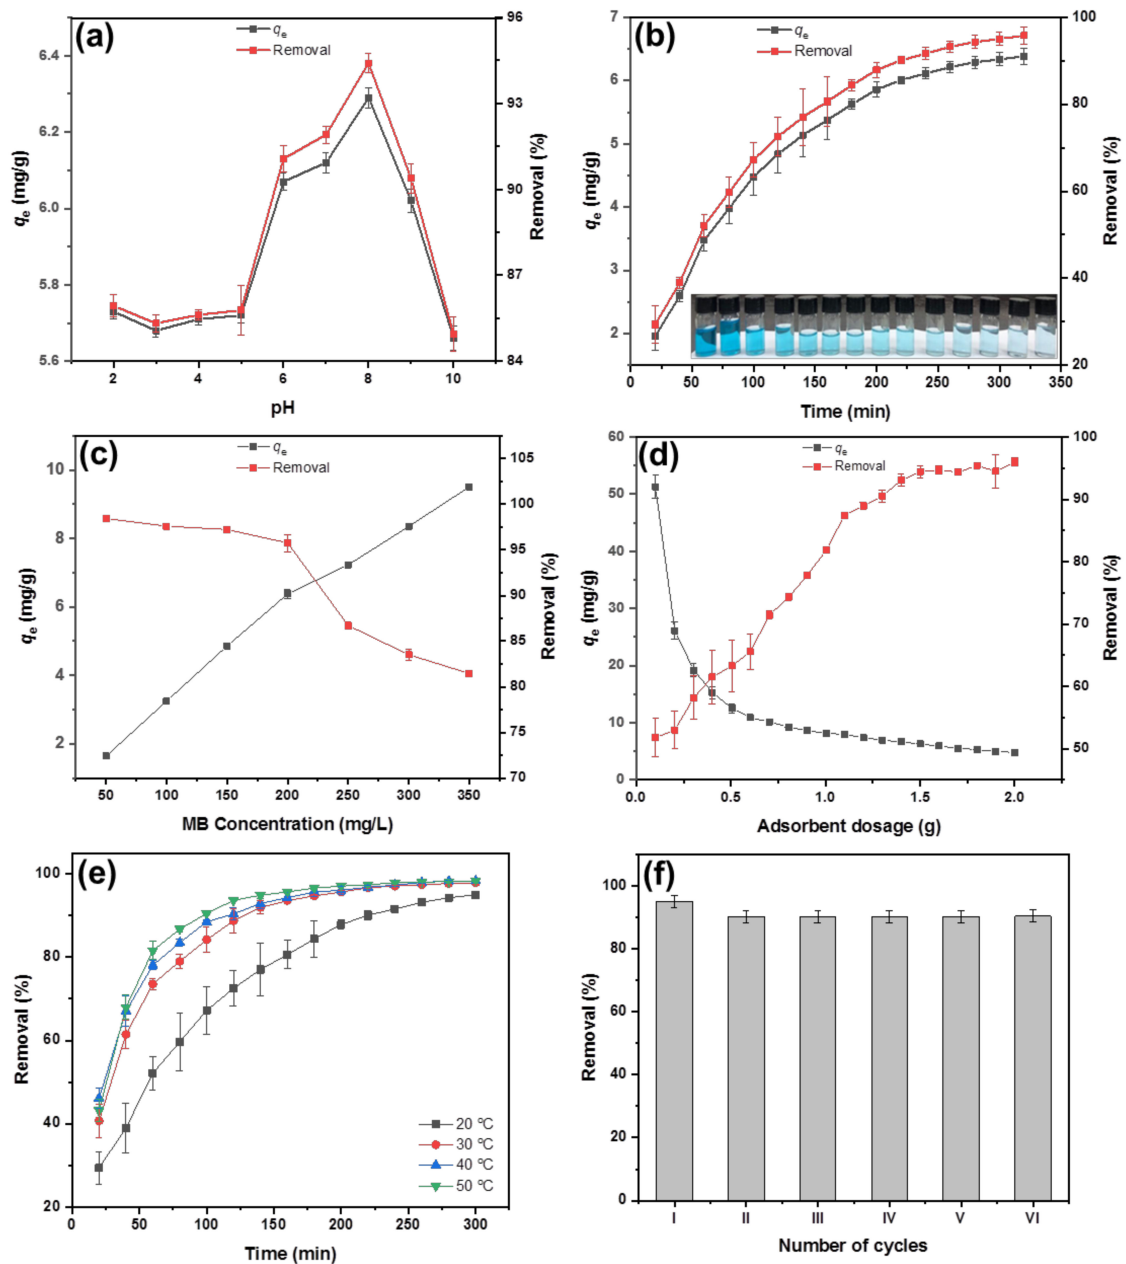 (a)
qe
Removal
6.4
6.2
6.0
5.8
5.6
96
93
90
87
84
2
4
6
8
10
qe (mg/g)
Removal (%)
pH
(b)
qe
Removal
7
6
5
4
3
2
100
80
60
40
20
0
50
100
150
200
250
300
350
qe (mg/g)
Removal (%)
Time (min)
(c)
qe
Removal
10
8
6
4
2
105
100
95
90
85
80
75
70
50
100
150
200
250
300
350
qe (mg/g)
Removal (%)
MB Concentration (mg/L)
(d)
qe
Removal
60
50
40
30
20
10
0
100
90
80
70
60
50
0.0
0.5
1.0
1.5
2.0
qe (mg/g)
Removal (%)
Adsorbent dosage (g)
(e)
100
80
60
40
20
0
50
100
150
200
250
300
Removal (%)
Time (min)
20 °C
30 °C
40 °C
50 °C
(f)
100
80
60
40
20
0
I
II
III
IV
V
VI
Removal (%)
Number of cycles